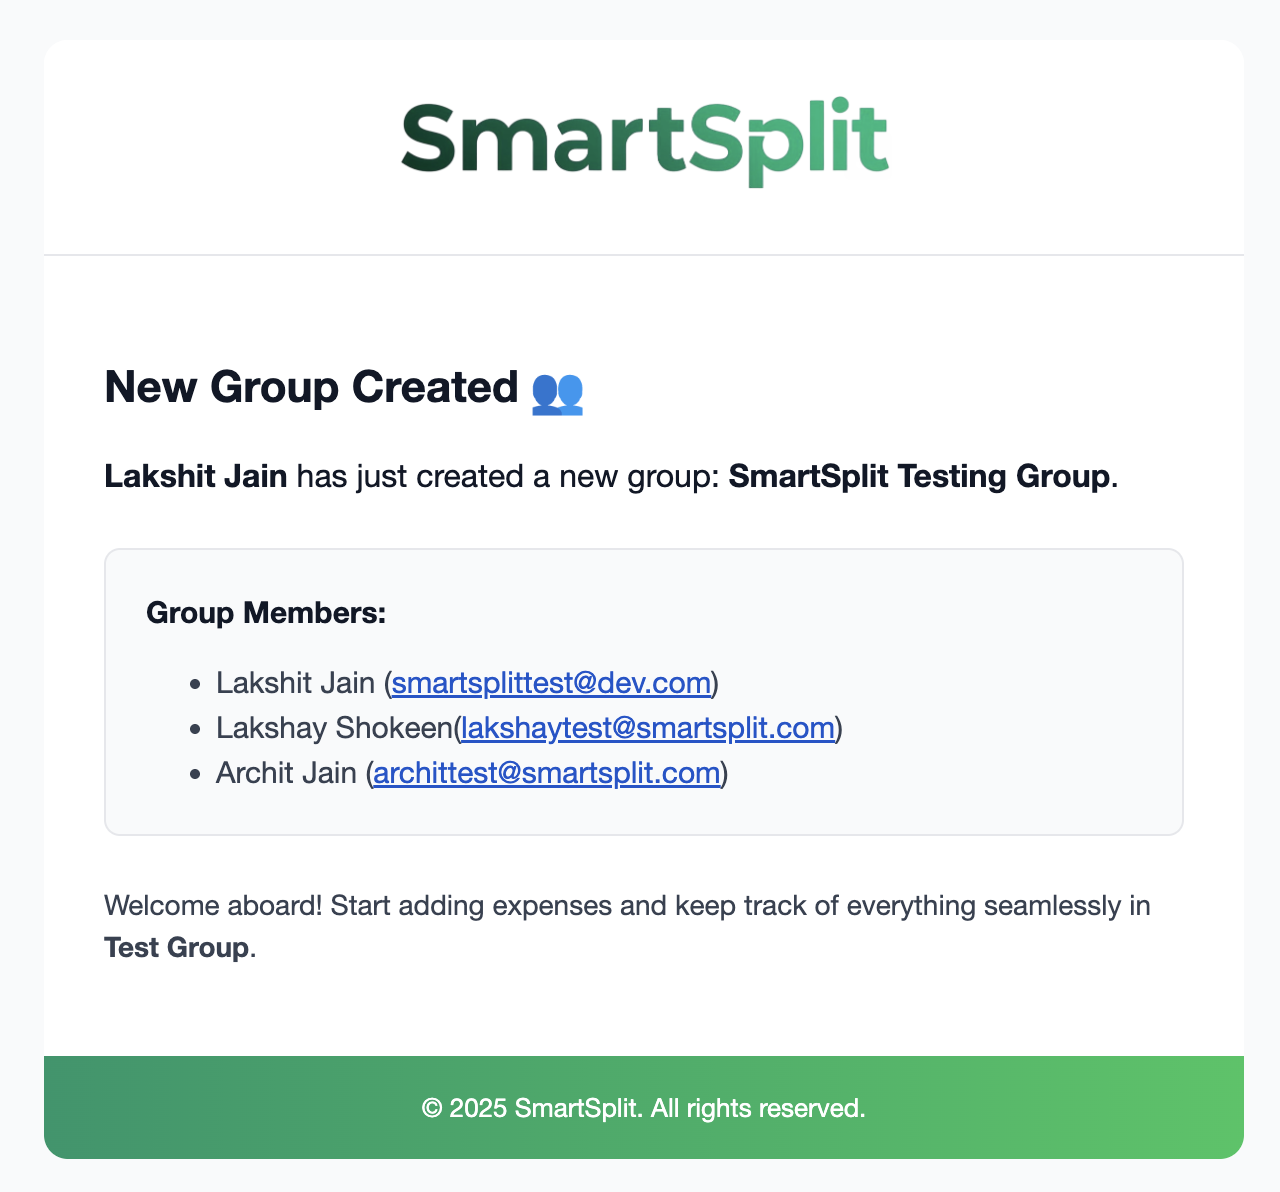 SmartSplit
New Group Created 👥
Lakshit Jain has just created a new group: SmartSplit Testing Group.
Group Members:
• Lakshit Jain (smartsplittest@dev.com)
• Lakshay Shokeen(lakshaytest@smartsplit.com)
• Archit Jain (archittest@smartsplit.com)
Welcome aboard! Start adding expenses and keep track of everything seamlessly in
Test Group.
© 2025 SmartSplit. All rights reserved.